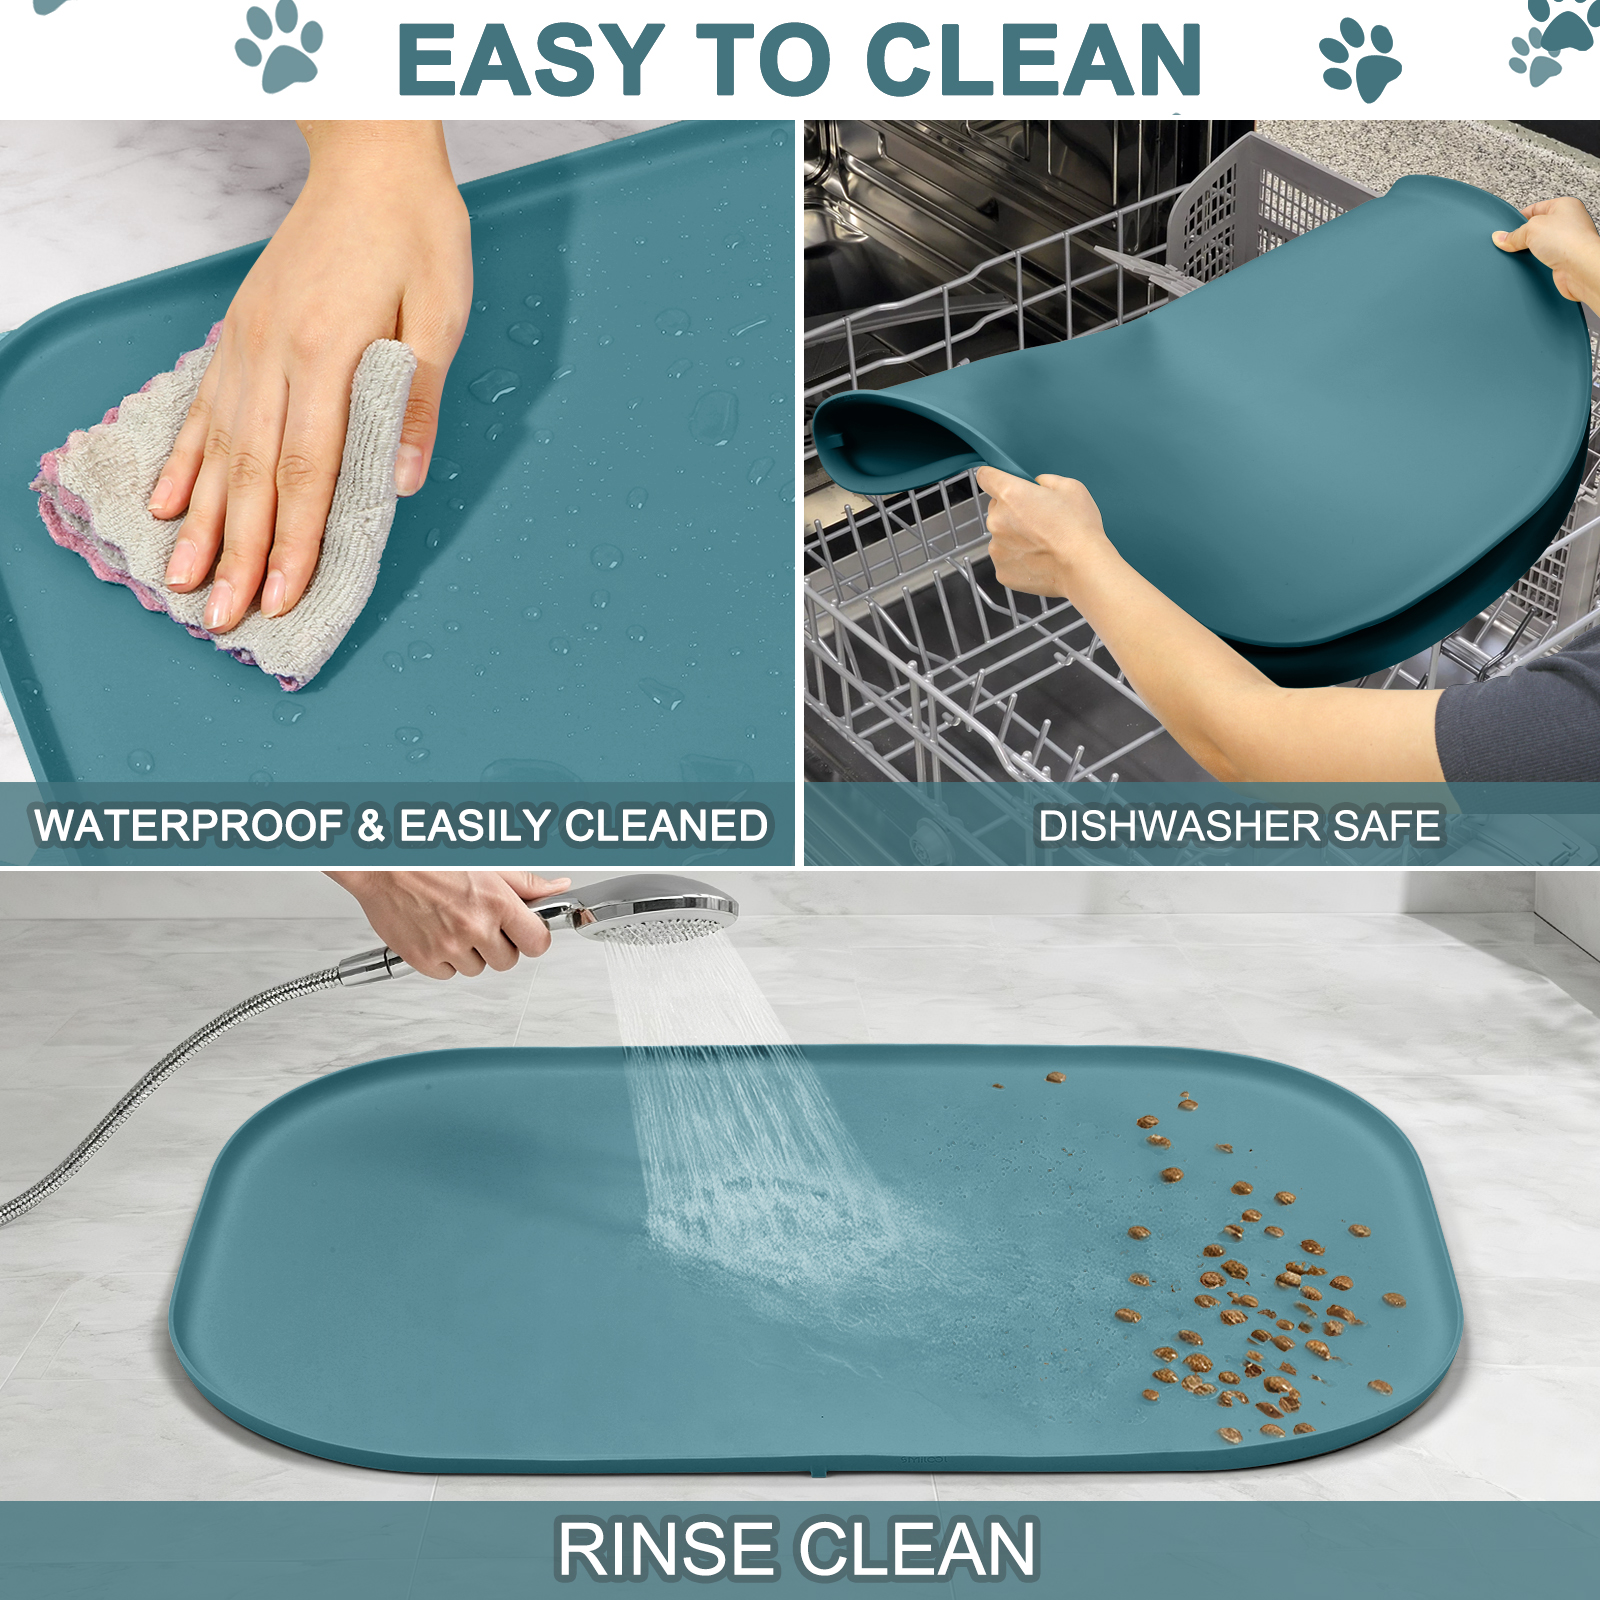 EASY TO CLEAN
WATERPROOF & EASILY CLEANED
DISHWASHER SAFE
RINSE CLEAN